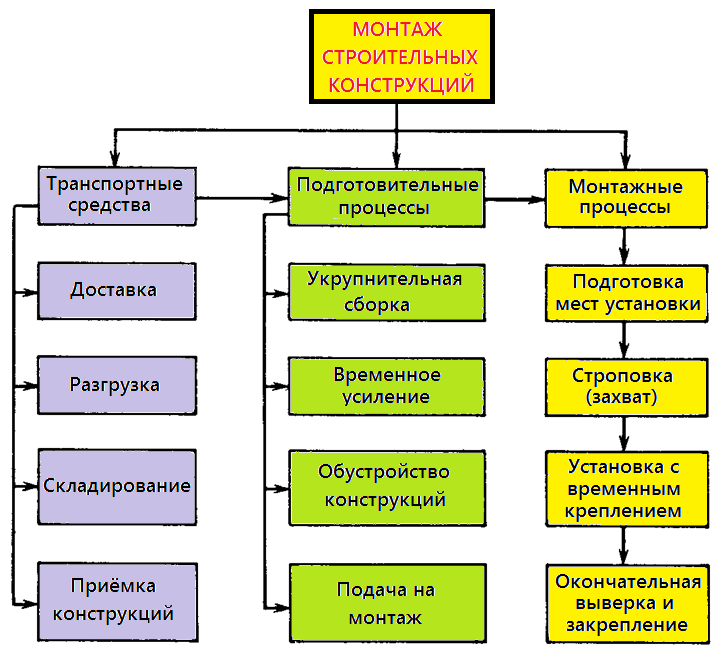 МОНТАЖ
СТРОИТЕЛЬНЫХ
КОНСТРУКЦИЙ
Транспортные
средства
Доставка
Разгрузка
Складирование
Приёмка
конструкций
Подготовительные
процессы
Укрупнительная
сборка
Временное
усиление
Обустройство
конструкций
Подача на
монтаж
Монтажные
процессы
Подготовка
мест установки
Строповка
(захват)
Установка с
временным
креплением
Окончательная
выверка и
закрепление